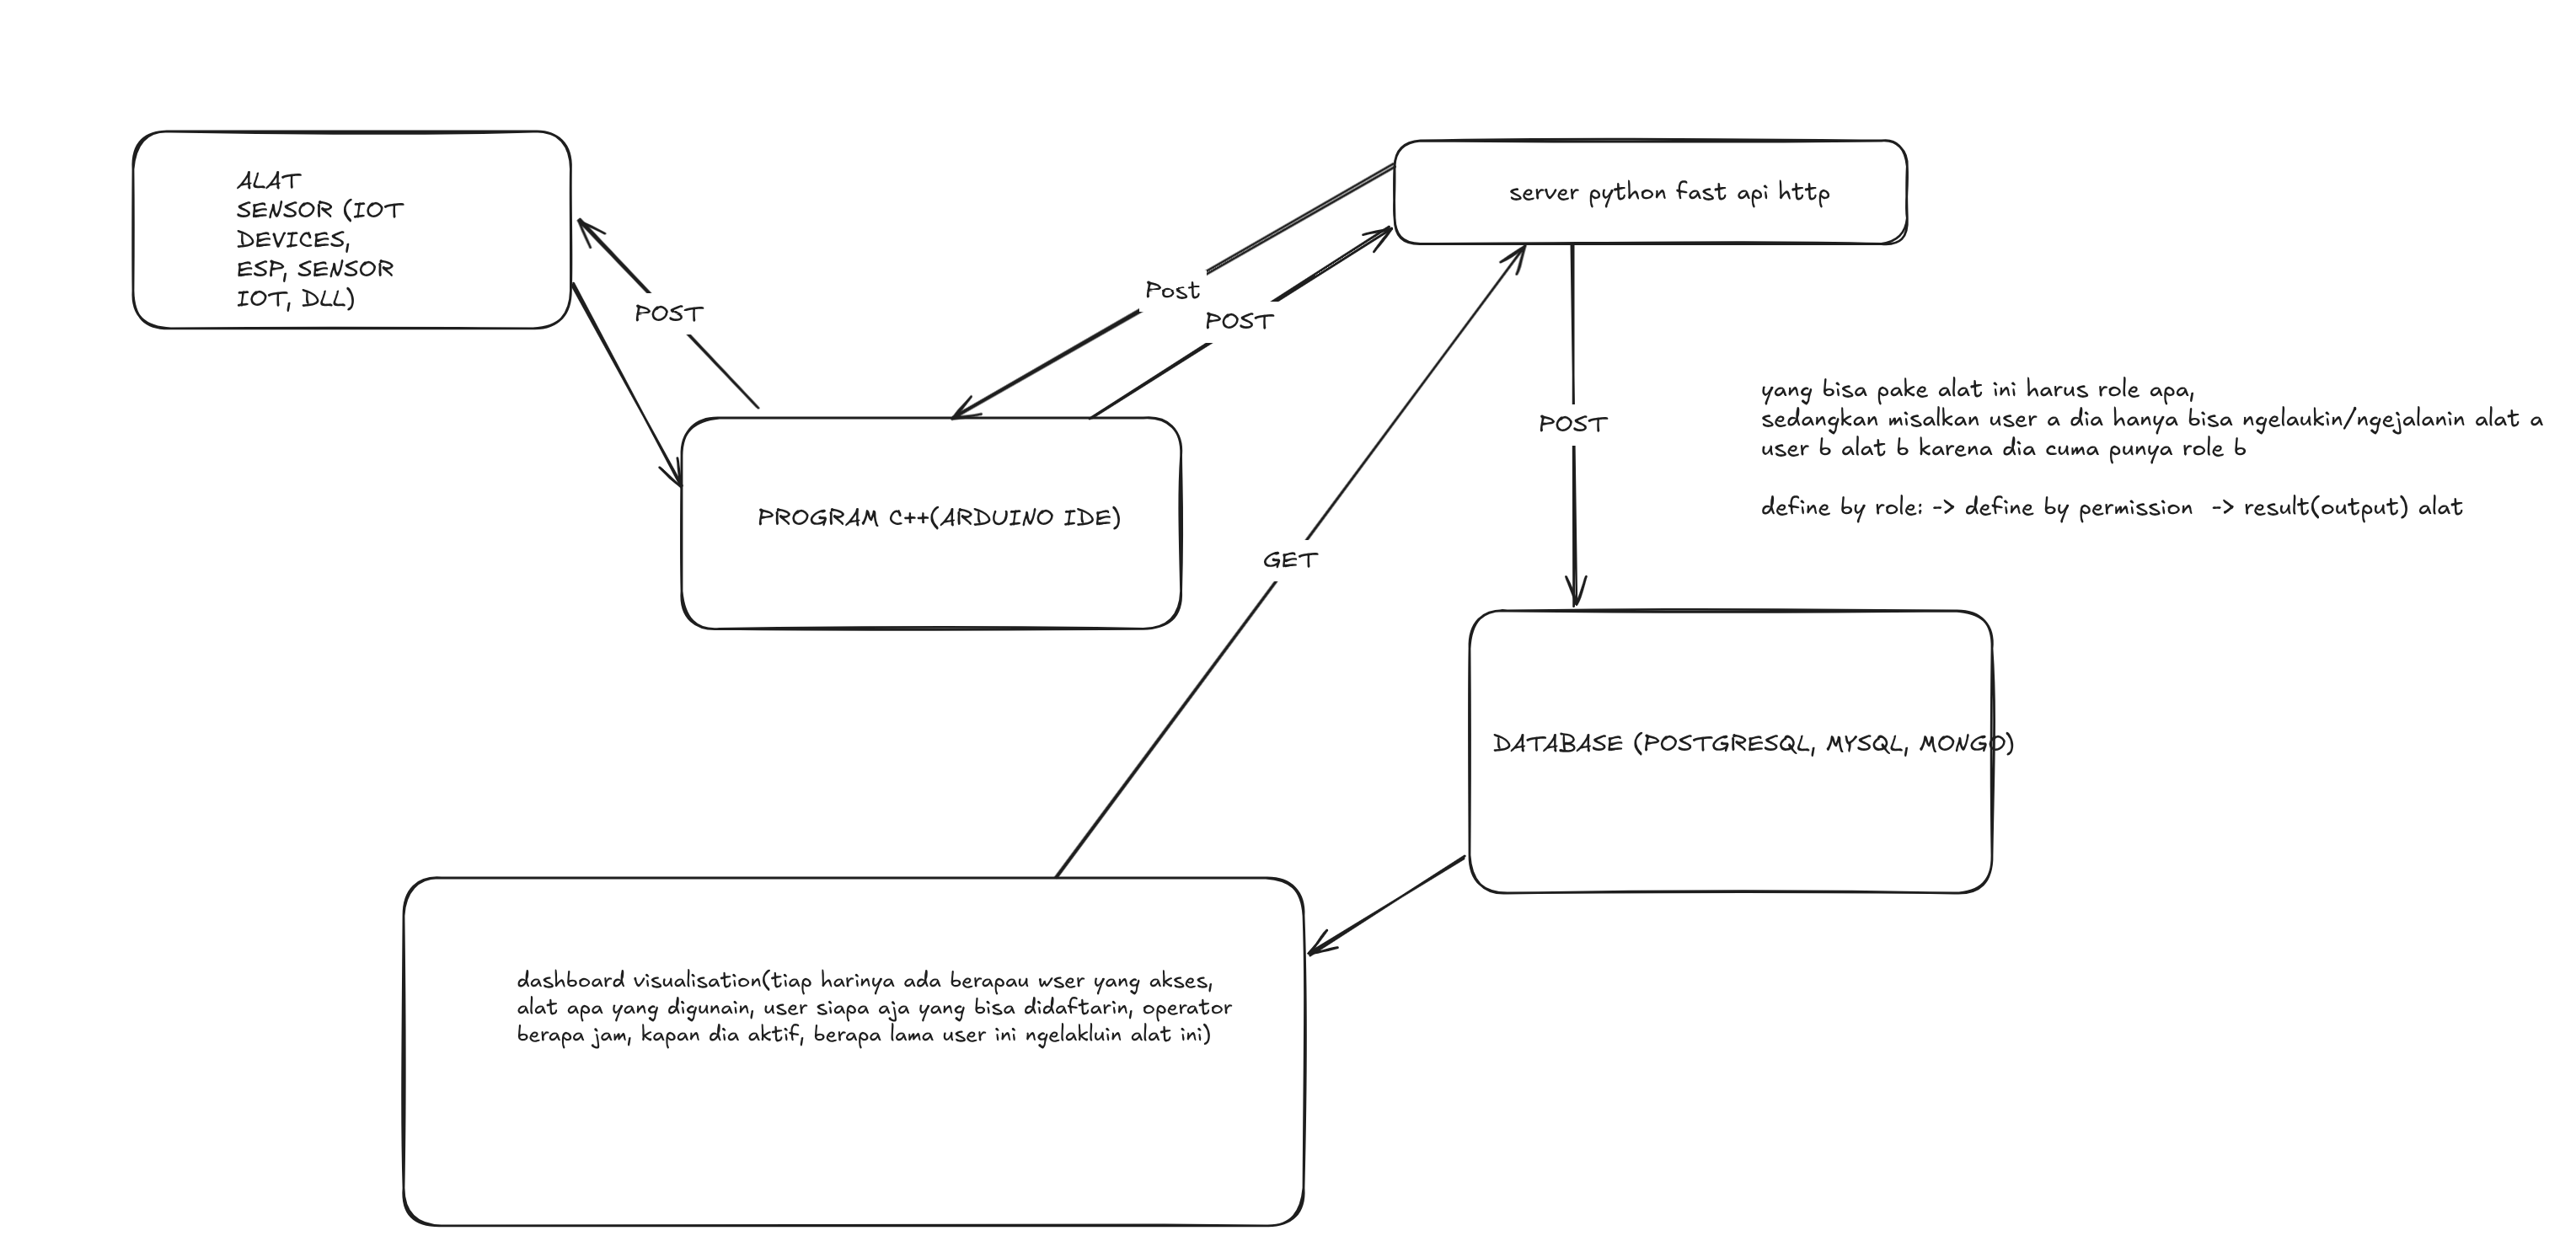 ALAT
SENSOR (IOT
DEVICES,
ESP, SENSOR
IOT, DLL)
server python fast api http
POST
Post
POST
POST
yang bisa pake alat ini harus role apa,
sedangkan misalkan user a dia hanya bisa ngelaukin/ngejalanin alat a
user b alat b karena dia cuma punya role b
define by role: -> define by permission -> result(output) alat
PROGRAM C++(ARDUINO IDE)
GET
DATABASE (POSTGRESQL, MYSQL, MONGO)
dashboard visualisation(tiap harinya ada berapau wser yang akses,
alat apa yang digunain, user siapa aja yang bisa didaftarin, operator
berapa jam, kapan dia aktif, berapa lama user ini ngelakluin alat ini)